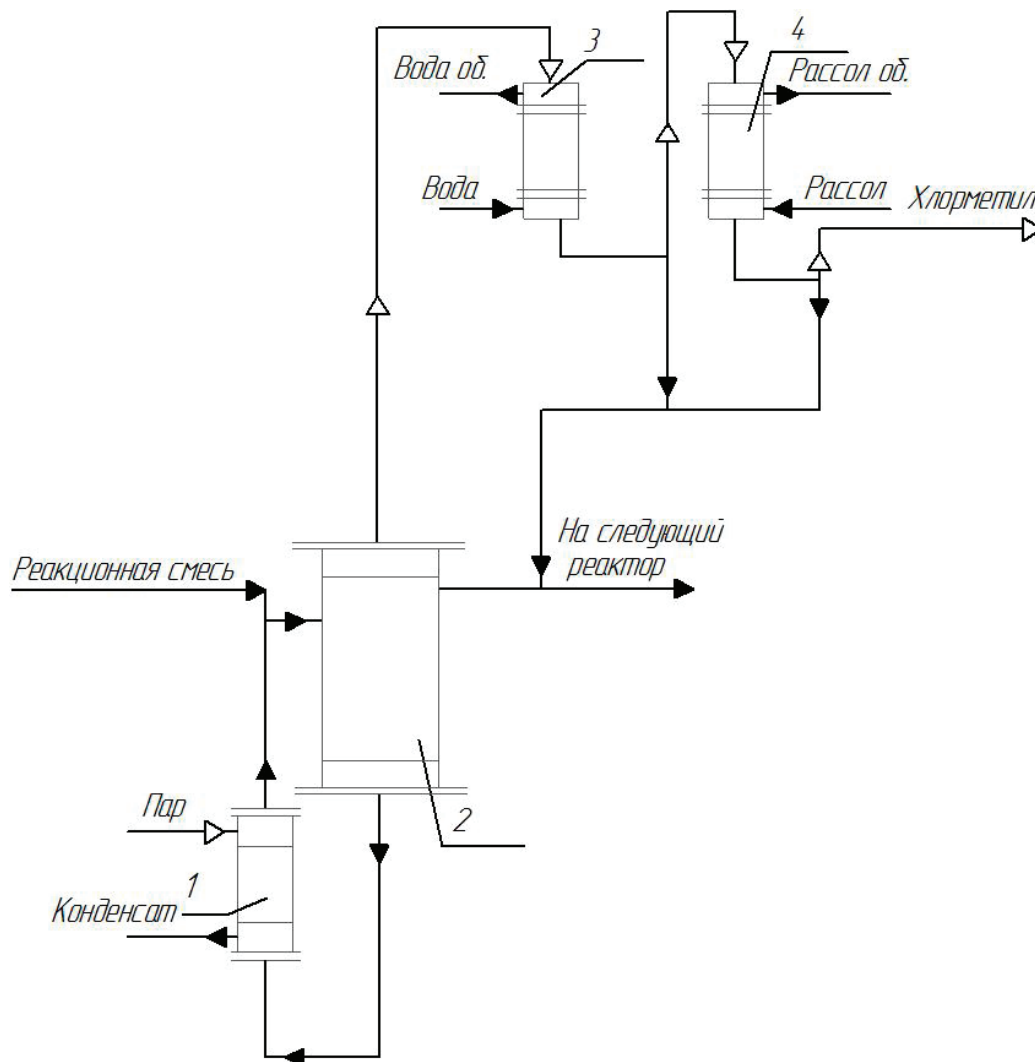 3
4
Вода об.
Рассол об.
Вода
Рассол
Хлорметил
На следующий
реактор
Реакционная смесь
Пар
2
1
Конденсат